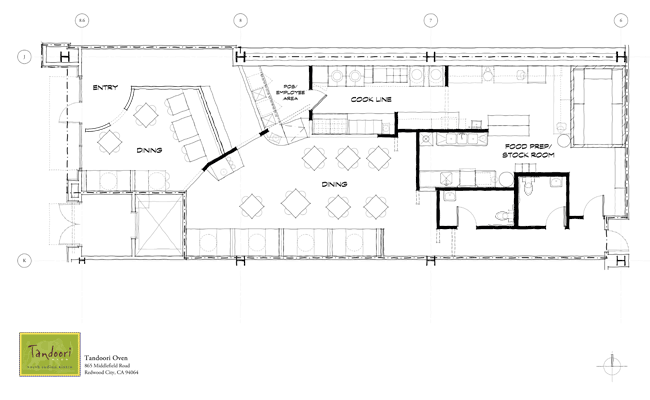 8.6
8
7
6
J
ENTRY
POS/
EMPLOYEE
AREA
COOK LINE
DINING
FOOD PREP/
STOCK ROOM
DINING
K
Tandoori
Tandoori Oven
865 Middlefield Road
Redwood City, CA 94064